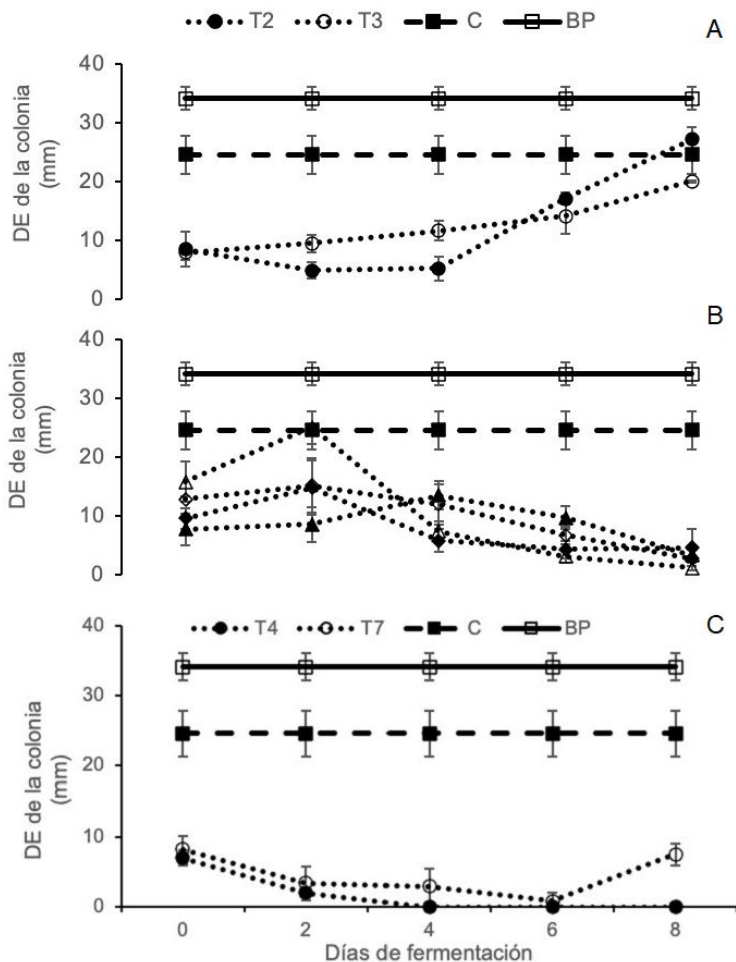 T2 T3 C BP
A
40
30
20
10
0
DE de la colonia
(mm)
B
40
30
20
10
0
DE de la colonia
(mm)
T4 T7 C BP
C
40
30
20
10
0
DE de la colonia
(mm)
0 2 4 6 8
Días de fermentación